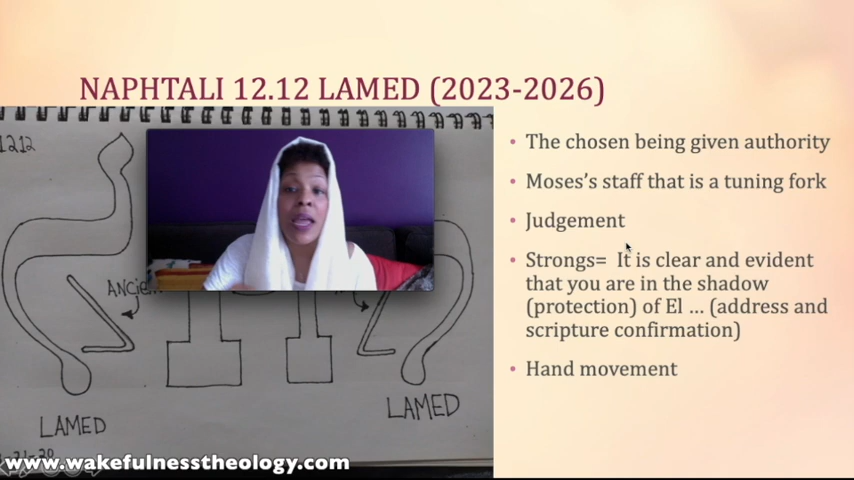 NAPHTALI 12.12 LAMED (2023-2026)
12.12
LAMED
LAMED
www.wakefulnesstheology.com
• The chosen being given authority
• Moses's staff that is a tuning fork
• Judgement
• Strongs= It is clear and evident
that you are in the shadow
(protection) of El ... (address and
scripture confirmation)
• Hand movement